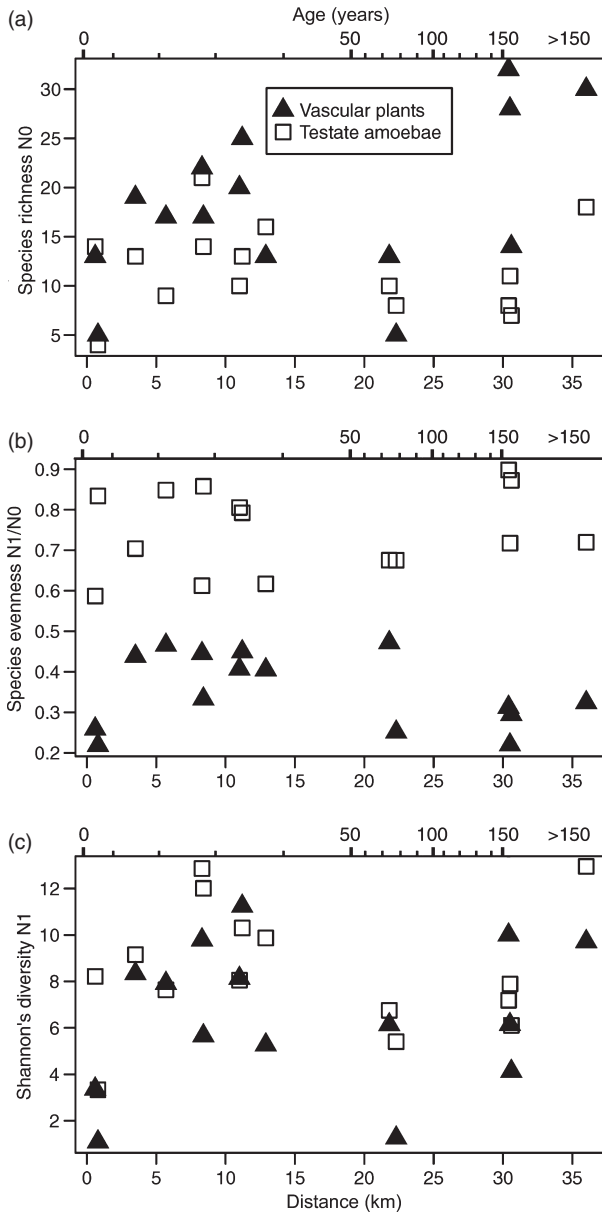 (a)
Age (years)
0 50 100 150 >150
Species richness N0
30
25
20
15
10
5
Vascular plants
Testate amoebae
0 5 10 15 20 25 30 35
(b)
0 50 100 150 >150
Species evenness N1/N0
0.9
0.8
0.7
0.6
0.5
0.4
0.3
0.2
0 5 10 15 20 25 30 35
(c)
0 50 100 150 >150
Shannon's diversity N1
12
10
8
6
4
2
0 5 10 15 20 25 30 35
Distance (km)